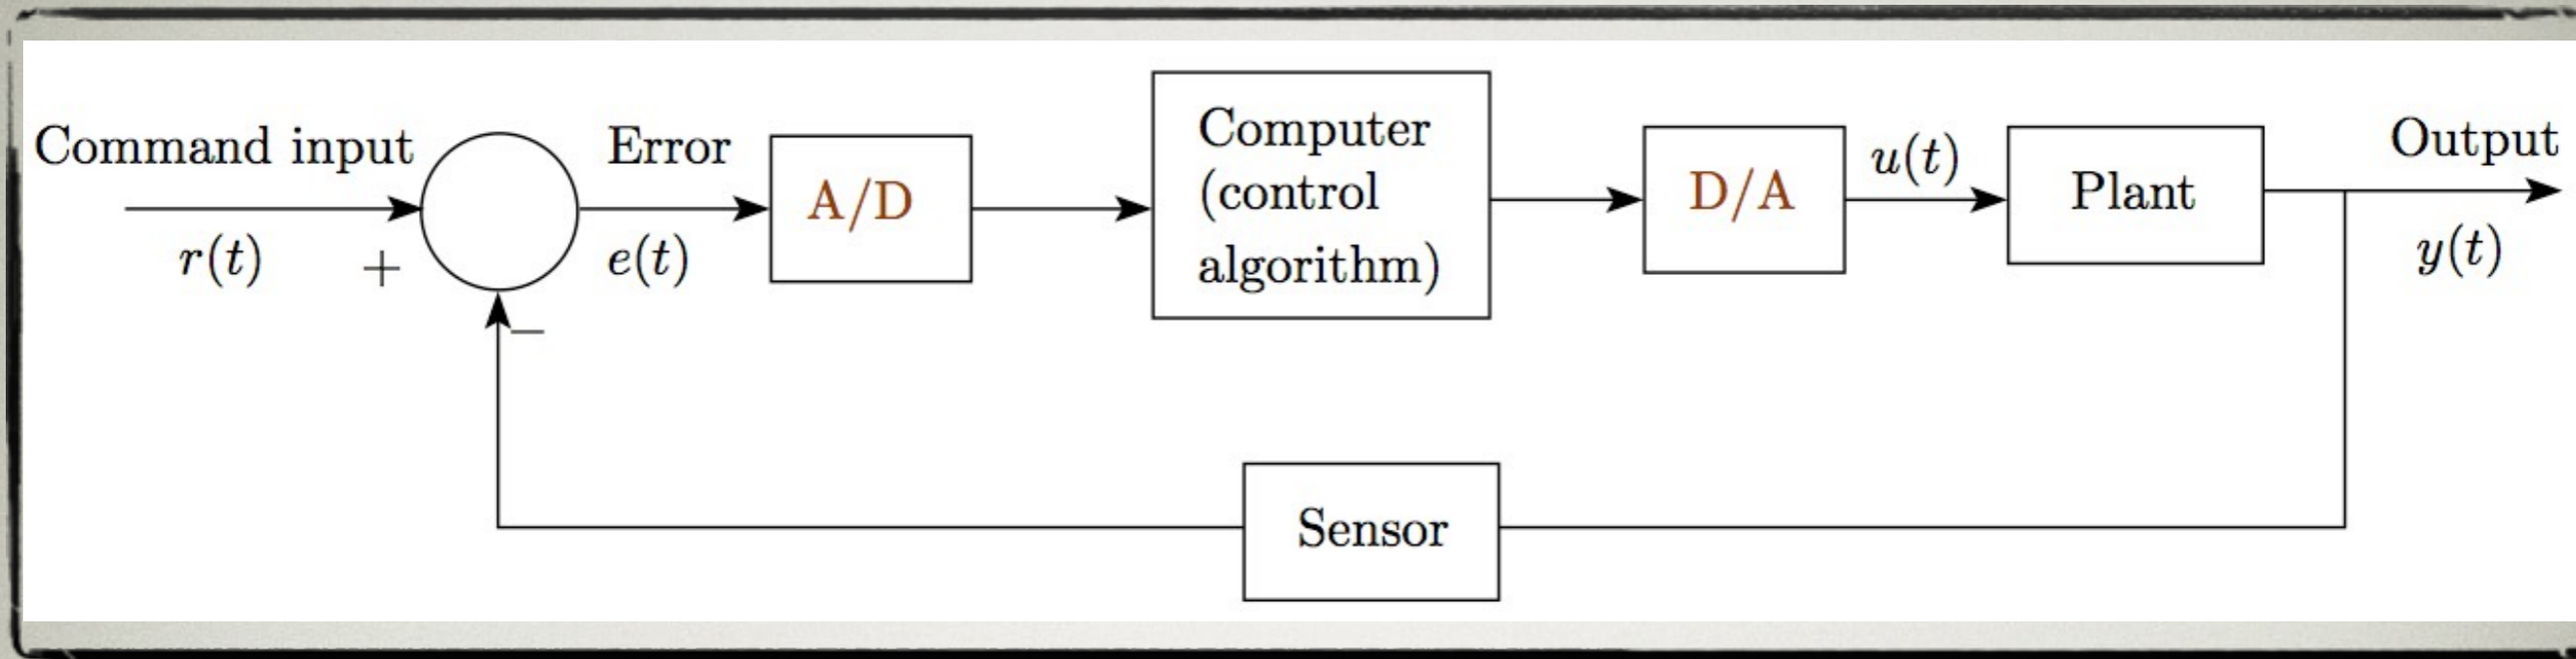 Command input
r(t)
+
−
Error
e(t)
A/D
Computer
(control
algorithm)
D/A
u(t)
Plant
Output
y(t)
Sensor